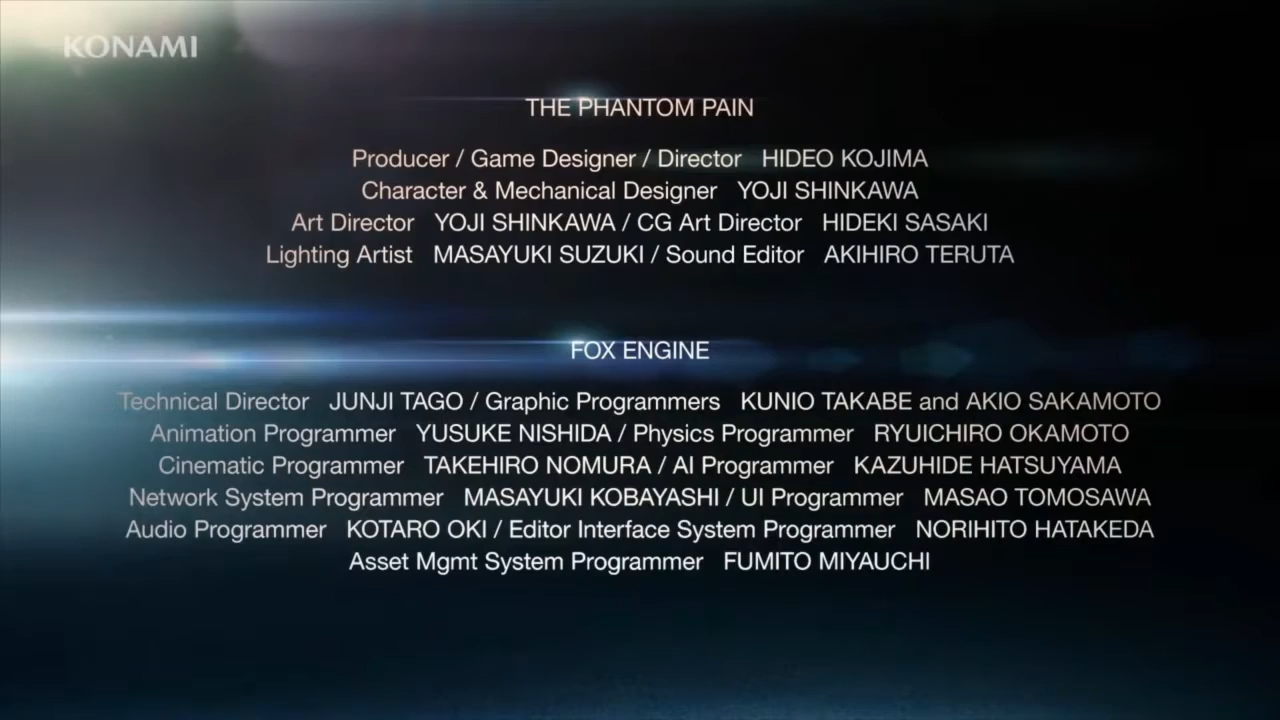 KONAMI
THE PHANTOM PAIN
Producer / Game Designer / Director HIDEO KOJIMA
Character & Mechanical Designer YOJI SHINKAWA
Art Director YOJI SHINKAWA / CG Art Director HIDEKI SASAKI
Lighting Artist MASAYUKI SUZUKI / Sound Editor AKIHIRO TERUTA
FOX ENGINE
Technical Director JUNJI TAGO / Graphic Programmers KUNIO TAKABE and AKIO SAKAMOTO
Animation Programmer YUSUKE NISHIDA / Physics Programmer RYUICHIRO OKAMOTO
Cinematic Programmer TAKEHIRO NOMURA / AI Programmer KAZUHIDE HATSUYAMA
Network System Programmer MASAYUKI KOBAYASHI / UI Programmer MASAO TOMOSAWA
Audio Programmer KOTARO OKI / Editor Interface System Programmer NORIHITO HATAKEDA
Asset Mgmt System Programmer FUMITO MIYAUCHI